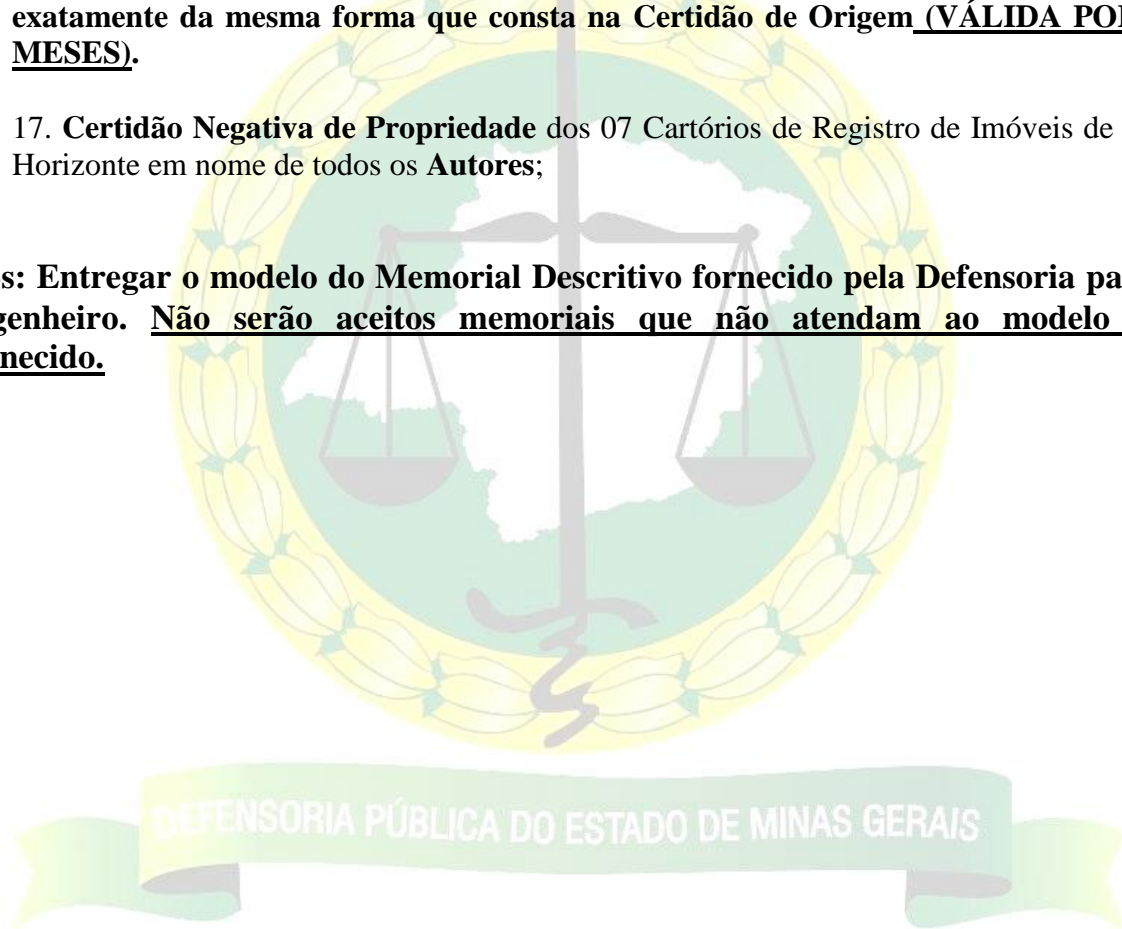 exatamente da mesma forma que consta na Certidão de Origem (VÁLIDA
MESES).
17. Certidão Negativa de Propriedade dos 07 Cartórios de Registro de Imóveis de
Horizonte em nome de todos os Autores;
s: Entregar o modelo do Memorial Descritivo fornecido pela Defensoria
genheiro. Não serão aceitos memoriais que não atendam ao modelo
necido.
DEFENSORIA PÚBLICA DO ESTADO DE MINAS GERAIS